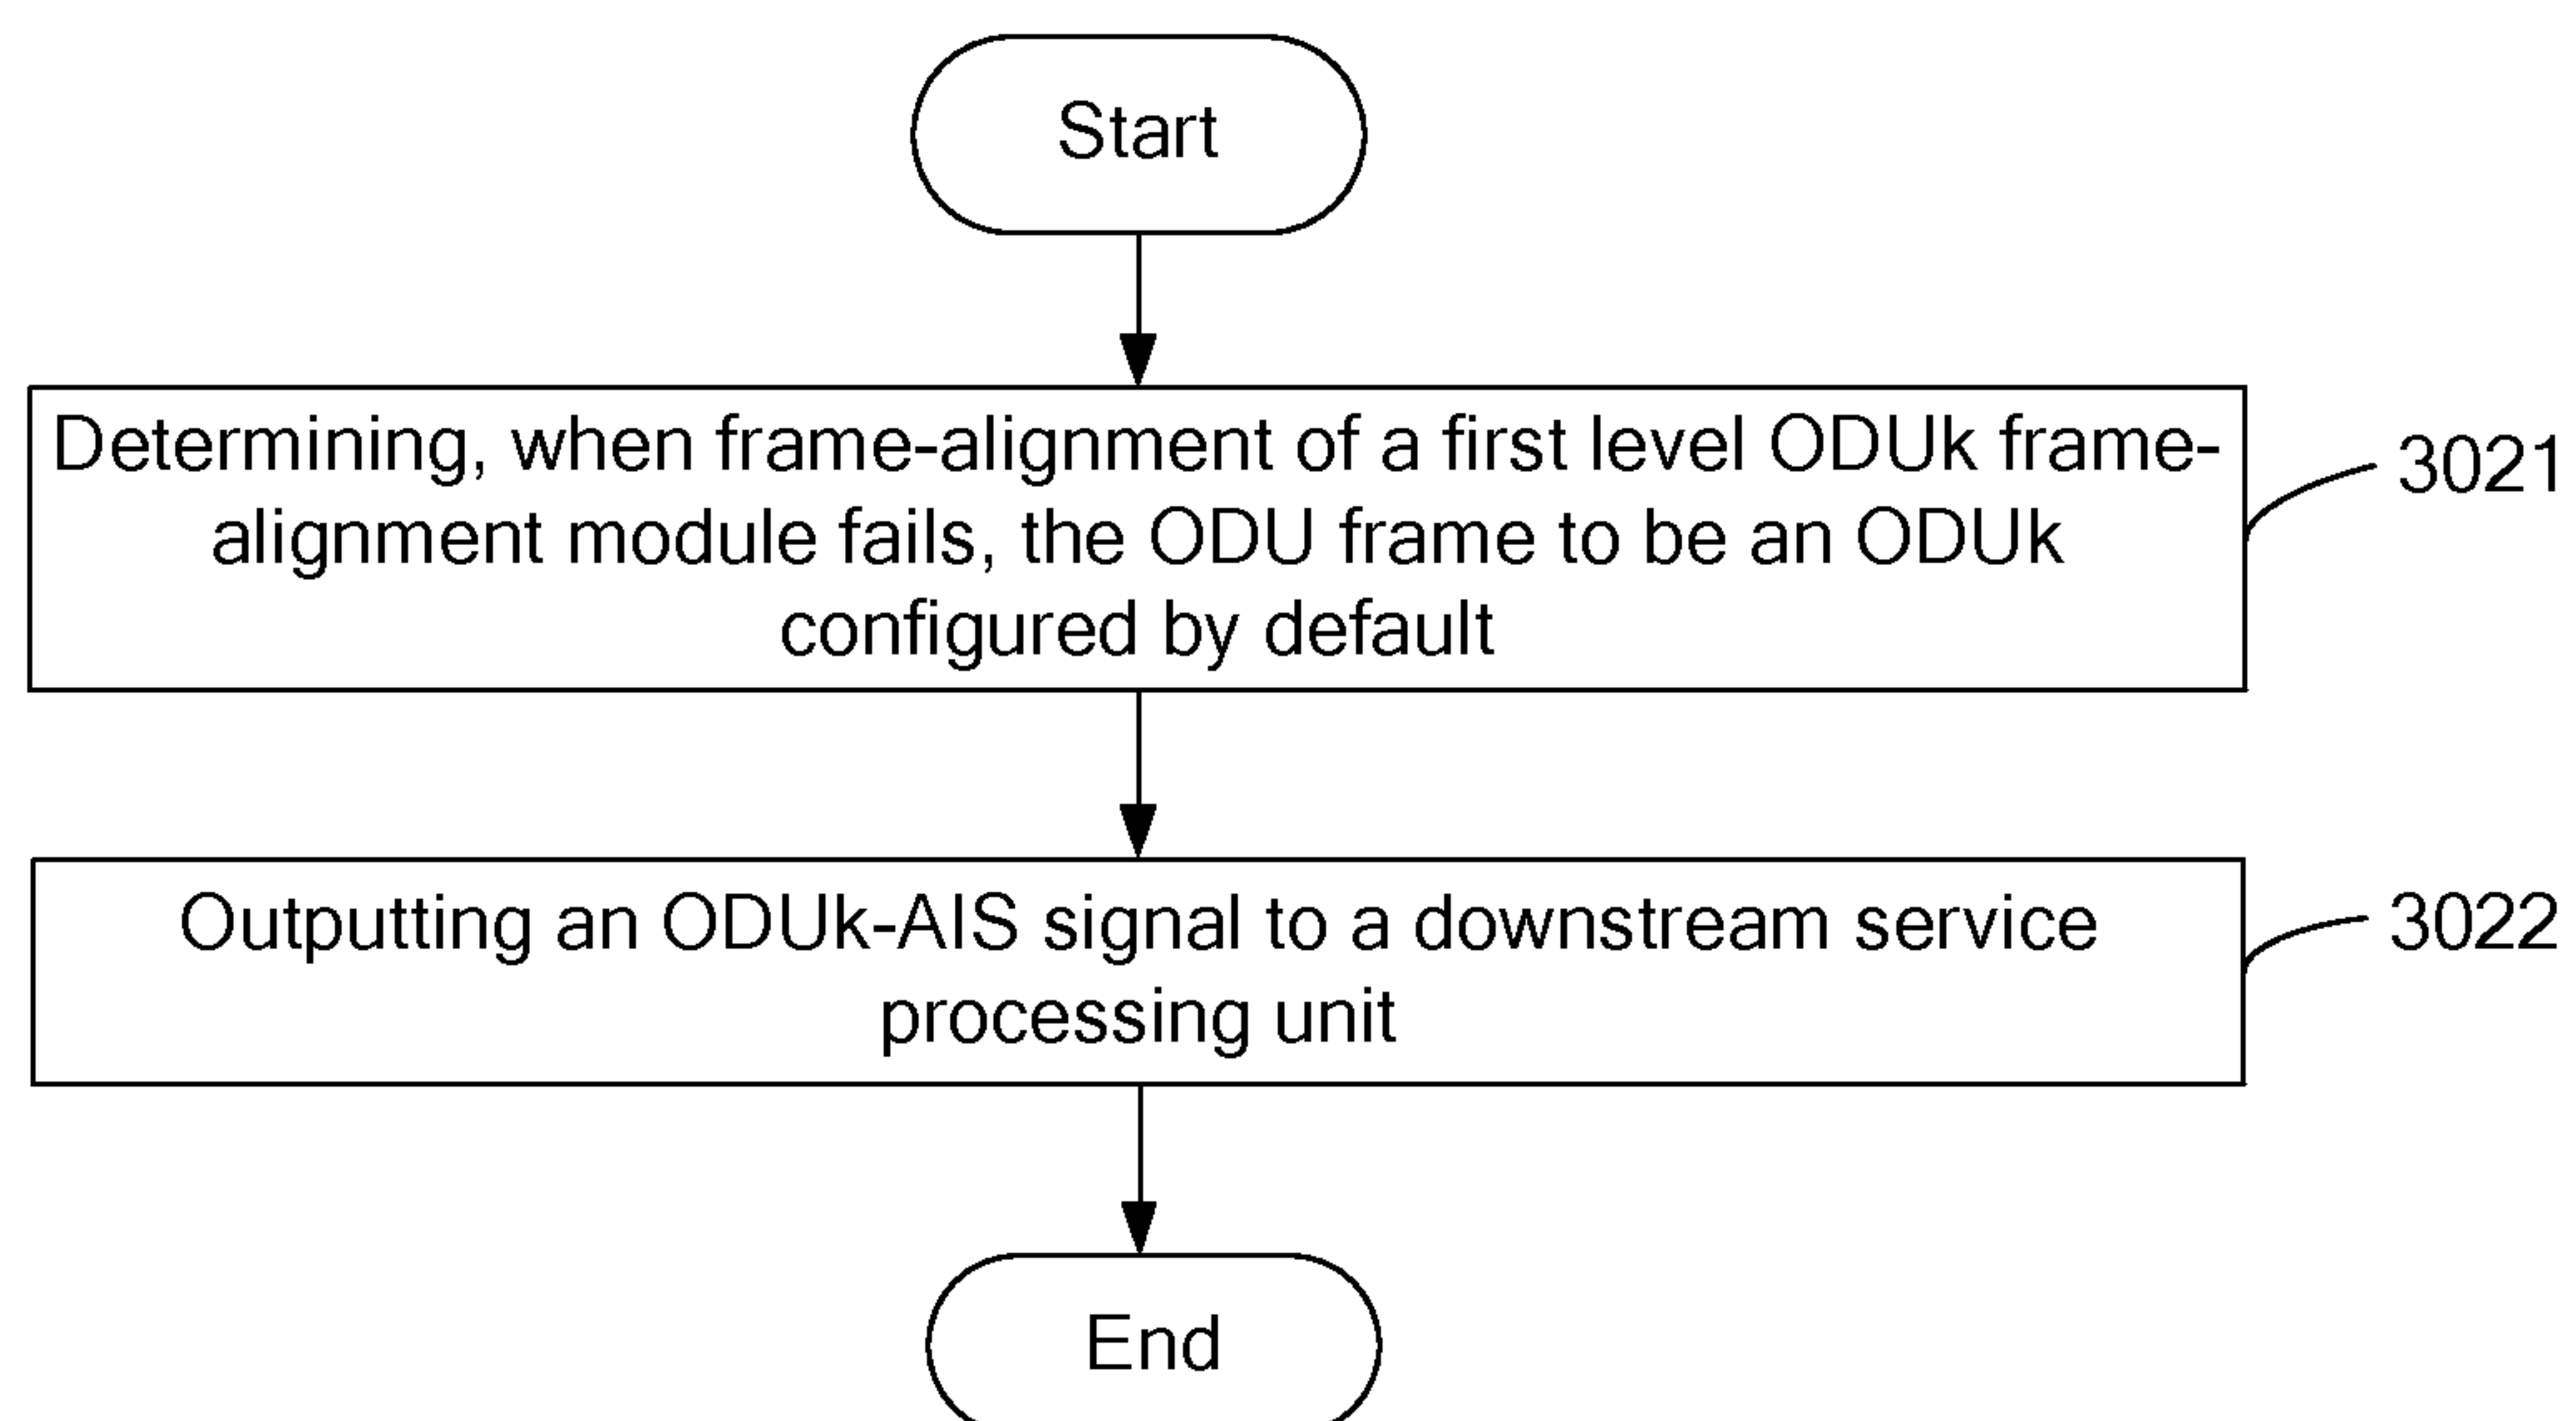 Start
Determining, when frame-alignment of a first level ODUk frame-
alignment module fails, the ODU frame to be an ODUk
configured by default
3021
Outputting an ODUk-AIS signal to a downstream service
processing unit
3022
End